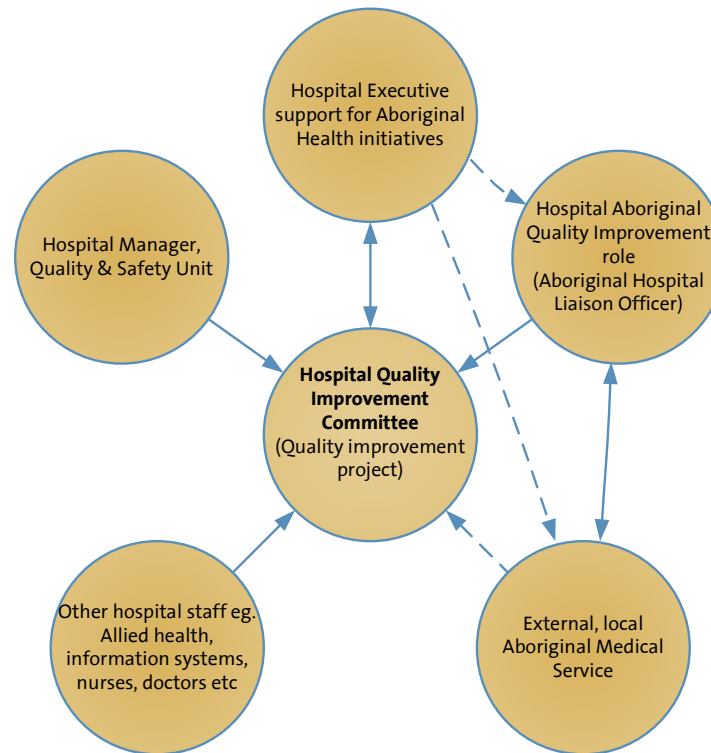 Hospital Executive
support for Aboriginal
Health initiatives
Hospital Manager,
Quality & Safety Unit
Hospital Aboriginal
Quality Improvement
role
(Aboriginal Hospital
Liaison Officer)
Hospital Quality
Improvement
Committee
(Quality improvement
project)
Other hospital staff eg.
Allied health,
information systems,
nurses, doctors etc
External, local
Aboriginal Medical
Service